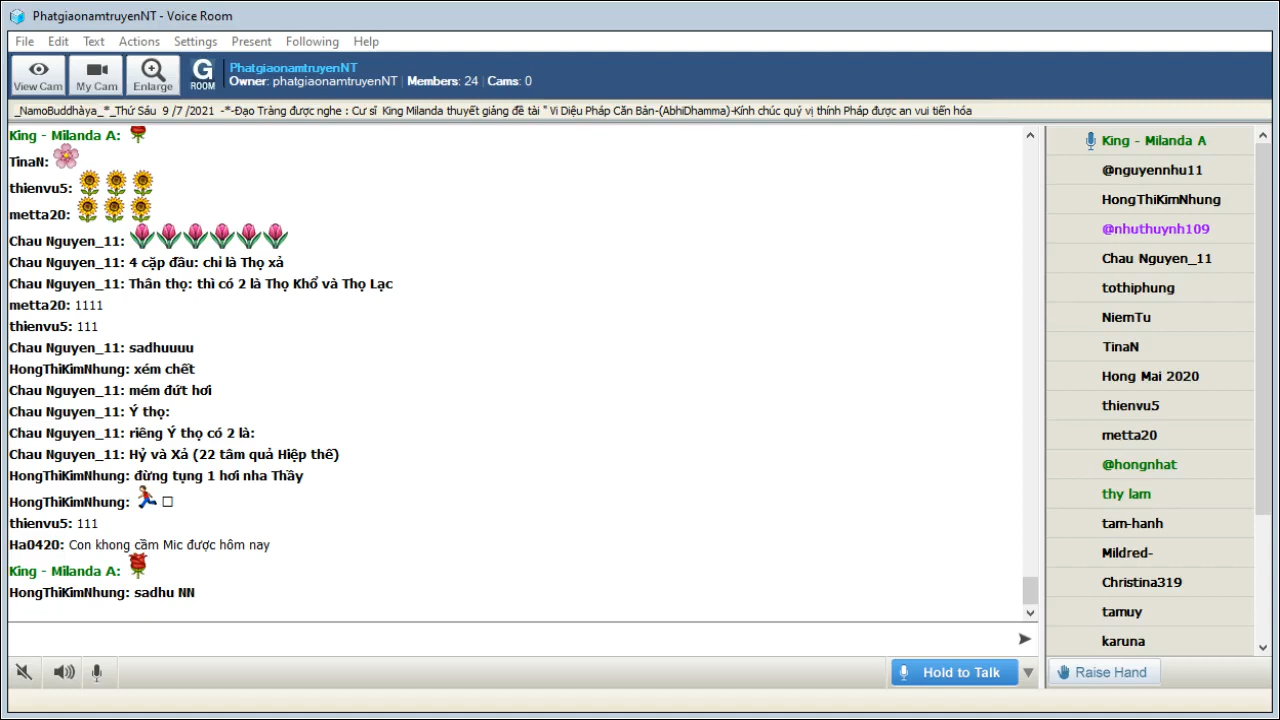 PhatgiaonamtruyenNT - Voice Room
File Edit Text Actions Settings Present Following Help
View Cam My Cam Enlarge G ROOM
PhatgiaonamtruyenNT
Owner: phatgiaonamtruyenNT Members: 24 Cams: 0
_NamoBuddhàya_*_Thứ Sáu 9 /7 /2021 -*-Đạo Tràng được nghe : Cư sĩ King Milanda thuyết giảng đề tài " Vi Diệu Pháp Căn Bản-(AbhiDhamma)-Kính chúc quý vị thính Pháp được an vui tiến hóa
King - Milanda A:
TinaN:
thienvu5:
metta20:
Chau Nguyen_11:
Chau Nguyen_11: 4 cặp đầu: chỉ là Thọ xả
Chau Nguyen_11: Thân thọ: thì có 2 là Thọ Khổ và Thọ Lạc
metta20: 1111
thienvu5: 111
Chau Nguyen_11: sadhuuuu
HongThiKimNhung: xém chết
Chau Nguyen_11: mém đứt hơi
Chau Nguyen_11: Ý thọ:
Chau Nguyen_11: riêng Ý thọ có 2 là:
Chau Nguyen_11: Hỷ và Xả (22 tâm quả Hiệp thế)
HongThiKimNhung: đừng tụng 1 hơi nha Thầy
HongThiKimNhung:
thienvu5: 111
Ha0420: Con khong cầm Mic được hôm nay
King - Milanda A:
HongThiKimNhung: sadhu NN
Hold to Talk
King - Milanda A
@nguyennhu11
HongThiKimNhung
@nhuthuynh109
Chau Nguyen_11
tothiphung
NiemTu
TinaN
Hong Mai 2020
thienvu5
metta20
@hongnhat
thy lam
tam-hanh
Mildred-
Christina319
tamuy
karuna
Raise Hand